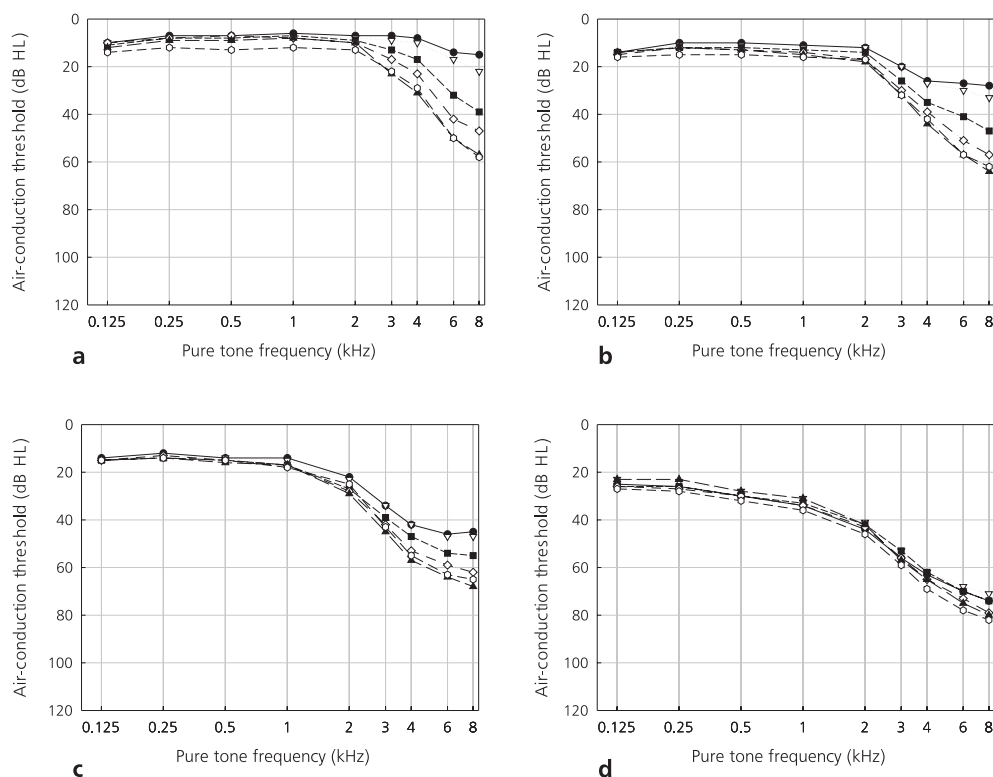 Air-conduction threshold (dB HL)
0
20
40
60
80
100
120
0.125 0.25 0.5 1 2 3 4 6 8
a Pure tone frequency (kHz)
Air-conduction threshold (dB HL)
0
20
40
60
80
100
120
0.125 0.25 0.5 1 2 3 4 6 8
b Pure tone frequency (kHz)
Air-conduction threshold (dB HL)
0
20
40
60
80
100
120
0.125 0.25 0.5 1 2 3 4 6 8
c Pure tone frequency (kHz)
Air-conduction threshold (dB HL)
0
20
40
60
80
100
120
0.125 0.25 0.5 1 2 3 4 6 8
d Pure tone frequency (kHz)